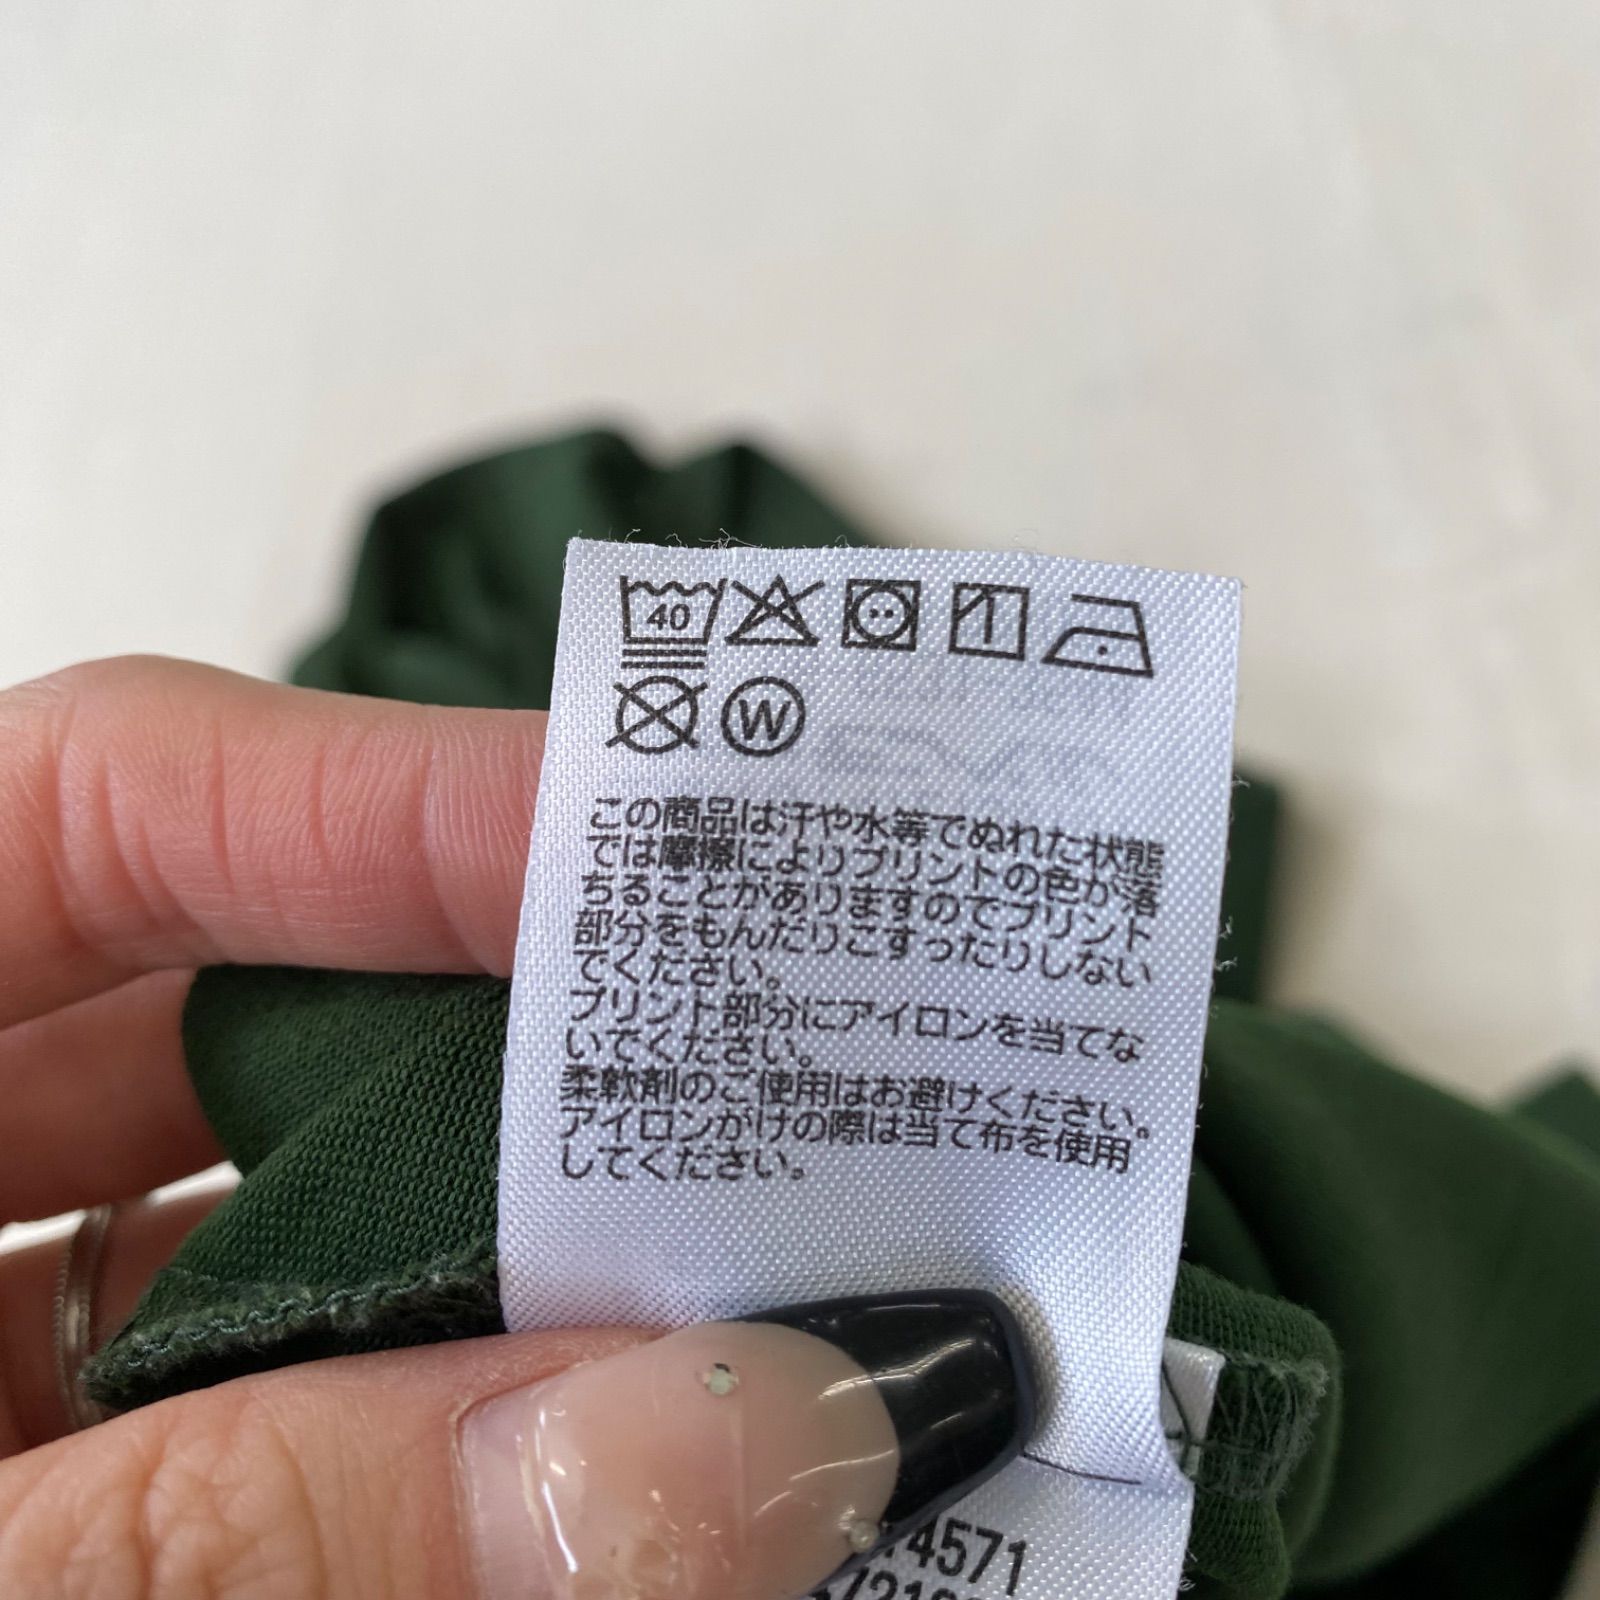 40
W
この商品は汗や水等でぬれた状態
では摩擦によりプリントの色が落
ちることがありますのでプリント
部分をもんだりこすったりしない
でください。
プリント部分にアイロンを当てな
いでください。
柔軟剤のご使用はお避けください。
アイロンがけの際は当て布を使用
してください。
14571